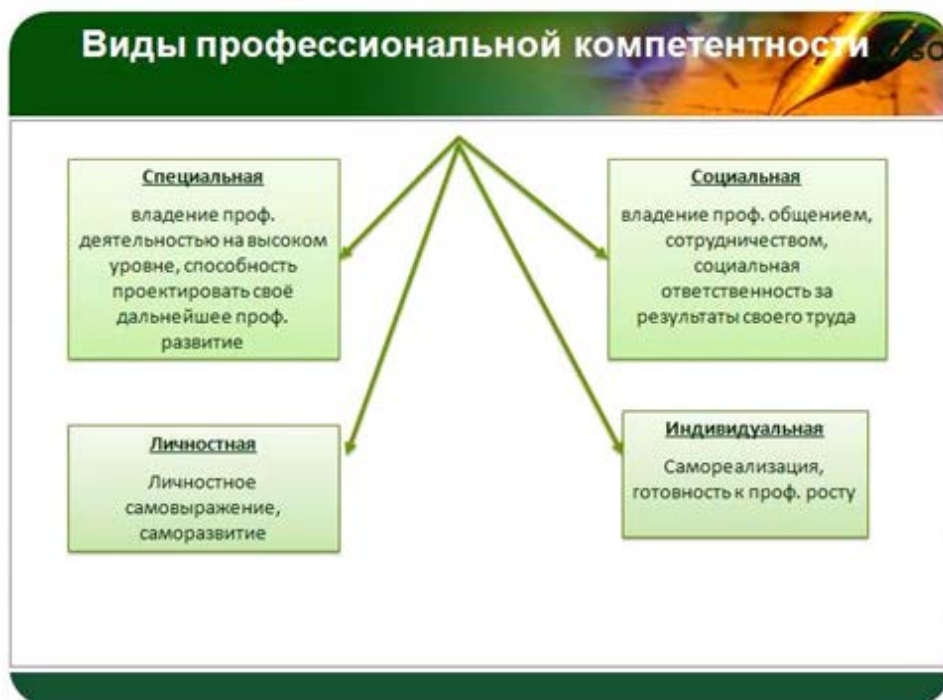 Виды профессиональной компетентности
Специальная
владение проф.
деятельностью на высоком
уровне, способность
проектировать своё
дальнейшее проф.
развитие
Социальная
владение проф. общением,
сотрудничеством,
социальная
ответственность за
результаты своего труда
Личностная
Личностное
самовыражение,
саморазвитие
Индивидуальная
Самореализация,
готовность к проф. росту